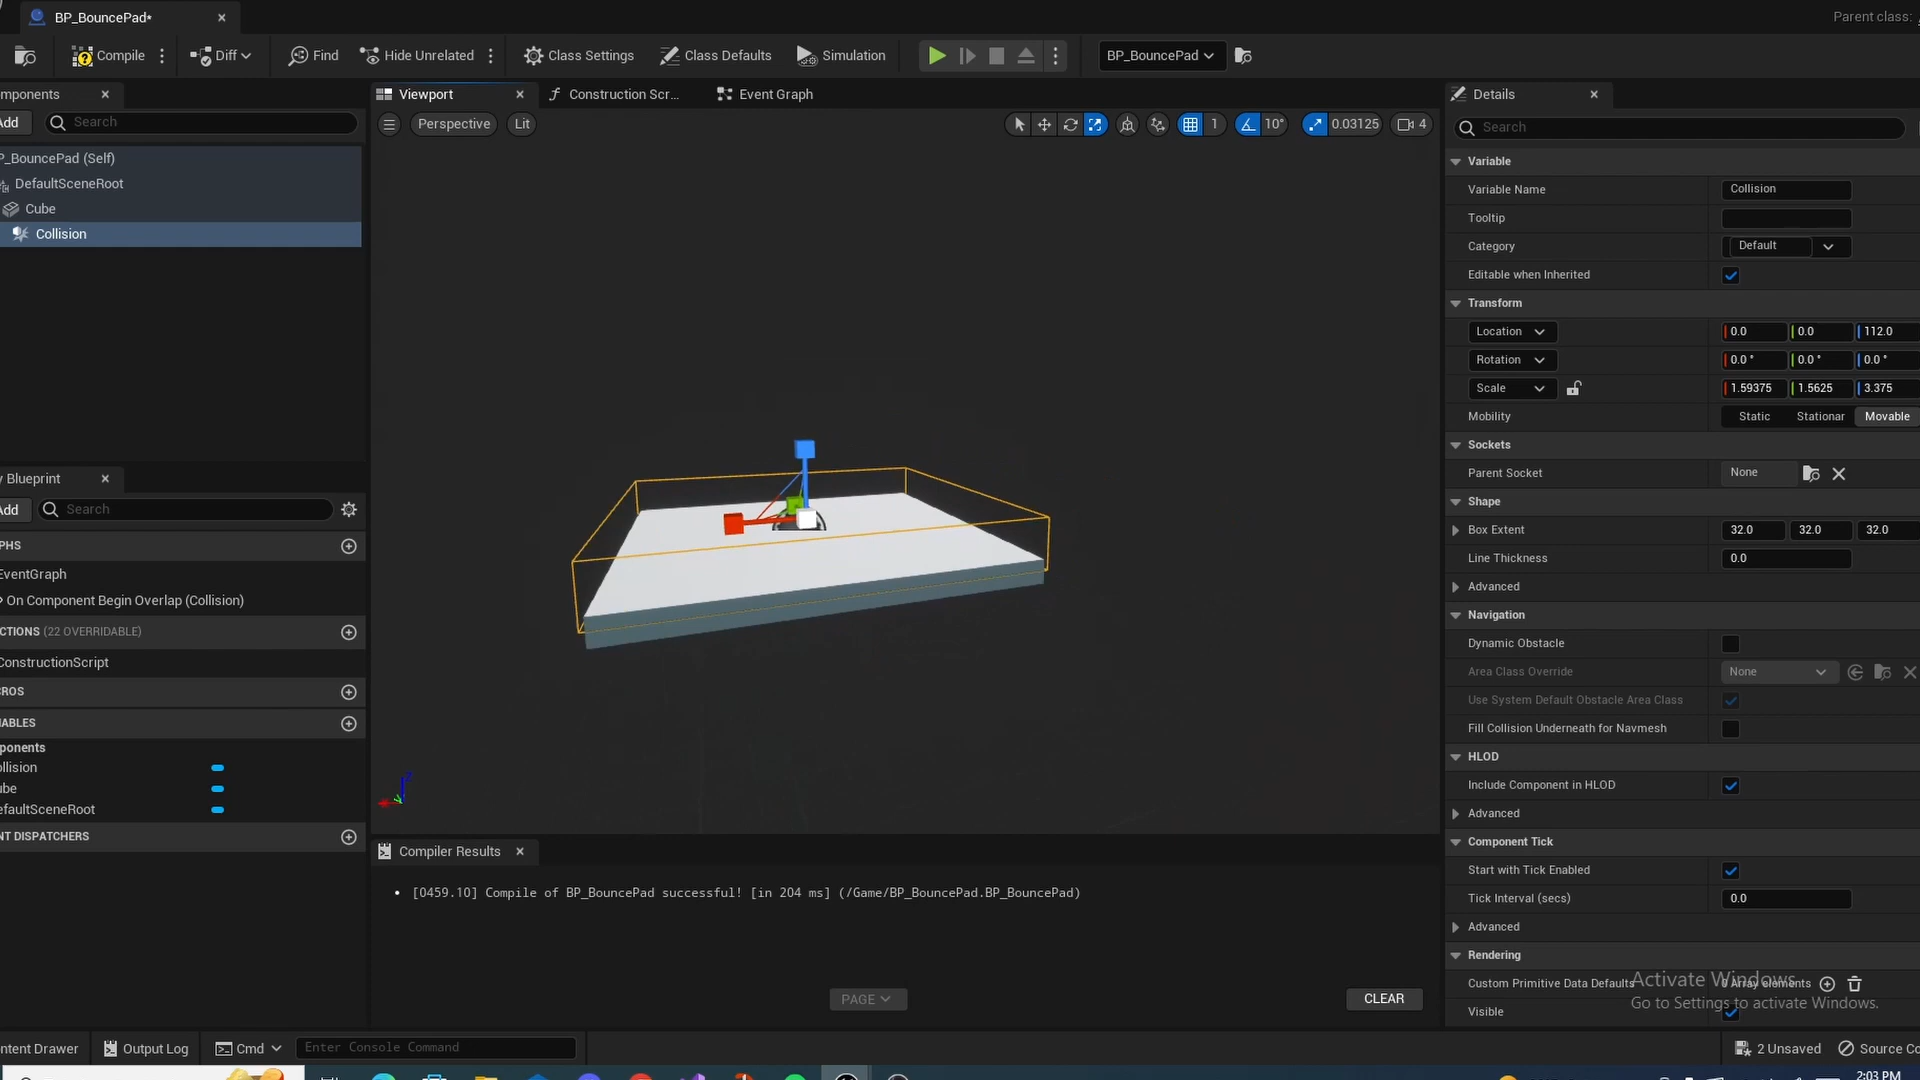 BP_BouncePad*
Parent class:
Compile
Diff
Find
Hide Unrelated
Class Settings
Class Defaults
Simulation
BP_BouncePad
mponents
Viewport
Construction Scr...
Event Graph
Details
Add
Search
Perspective
Lit
1
10°
0.03125
4
Search
P_BouncePad (Self)
DefaultSceneRoot
Cube
Collision
Variable
Variable Name
Collision
Tooltip
Category
Default
Editable when Inherited
Transform
Location
0.0
0.0
112.0
Rotation
0.0 °
0.0 °
0.0 °
Scale
1.59375
1.5625
3.375
Mobility
Static
Stationar
Movable
Sockets
Parent Socket
None
Shape
Box Extent
32.0
32.0
32.0
Line Thickness
0.0
Advanced
Navigation
Dynamic Obstacle
Area Class Override
None
Use System Default Obstacle Area Class
Fill Collision Underneath for Navmesh
HLOD
Include Component in HLOD
Advanced
Component Tick
Start with Tick Enabled
Tick Interval (secs)
0.0
Advanced
Rendering
Custom Primitive Data Defaults
0 Array elements
Visible
y Blueprint
Add
Search
PHS
EventGraph
On Component Begin Overlap (Collision)
CTIONS (22 OVERRIDABLE)
ConstructionScript
ROS
IABLES
ponents
ollision
ube
efaultSceneRoot
NT DISPATCHERS
Z
Compiler Results
• [0459.10] Compile of BP_BouncePad successful! [in 204 ms] (/Game/BP_BouncePad.BP_BouncePad)
PAGE
CLEAR
Activate Windows
Go to Settings to activate Windows.
ntent Drawer
Output Log
Cmd
Enter Console Command
2 Unsaved
Source Co
2:03 PM